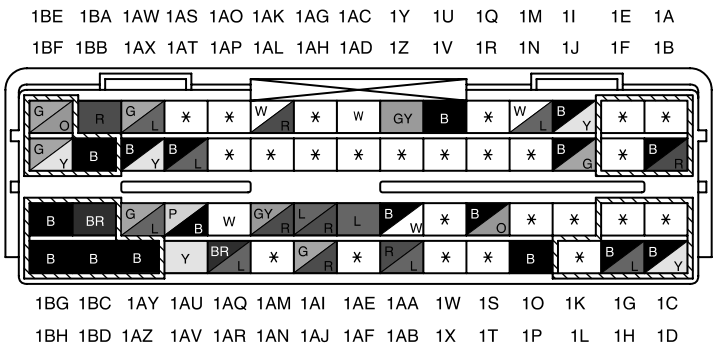 1BE 1BA 1AW 1AS 1AO 1AK 1AG 1AC 1Y 1U 1Q 1M 1I 1E 1A
1BF 1BB 1AX 1AT 1AP 1AL 1AH 1AD 1Z 1V 1R 1N 1J 1F 1B
G O R G L * * W R * W GY B * W L B Y * *
G Y B B Y B L * * * * * * * * B G * B R
B BR G L P B W GY R L R L B W * B O * * * *
B B B Y BR L * G R * R L * * B * B L B Y
1BG 1BC 1AY 1AU 1AQ 1AM 1AI 1AE 1AA 1W 1S 1O 1K 1G 1C
1BH 1BD 1AZ 1AV 1AR 1AN 1AJ 1AF 1AB 1X 1T 1P 1L 1H 1D